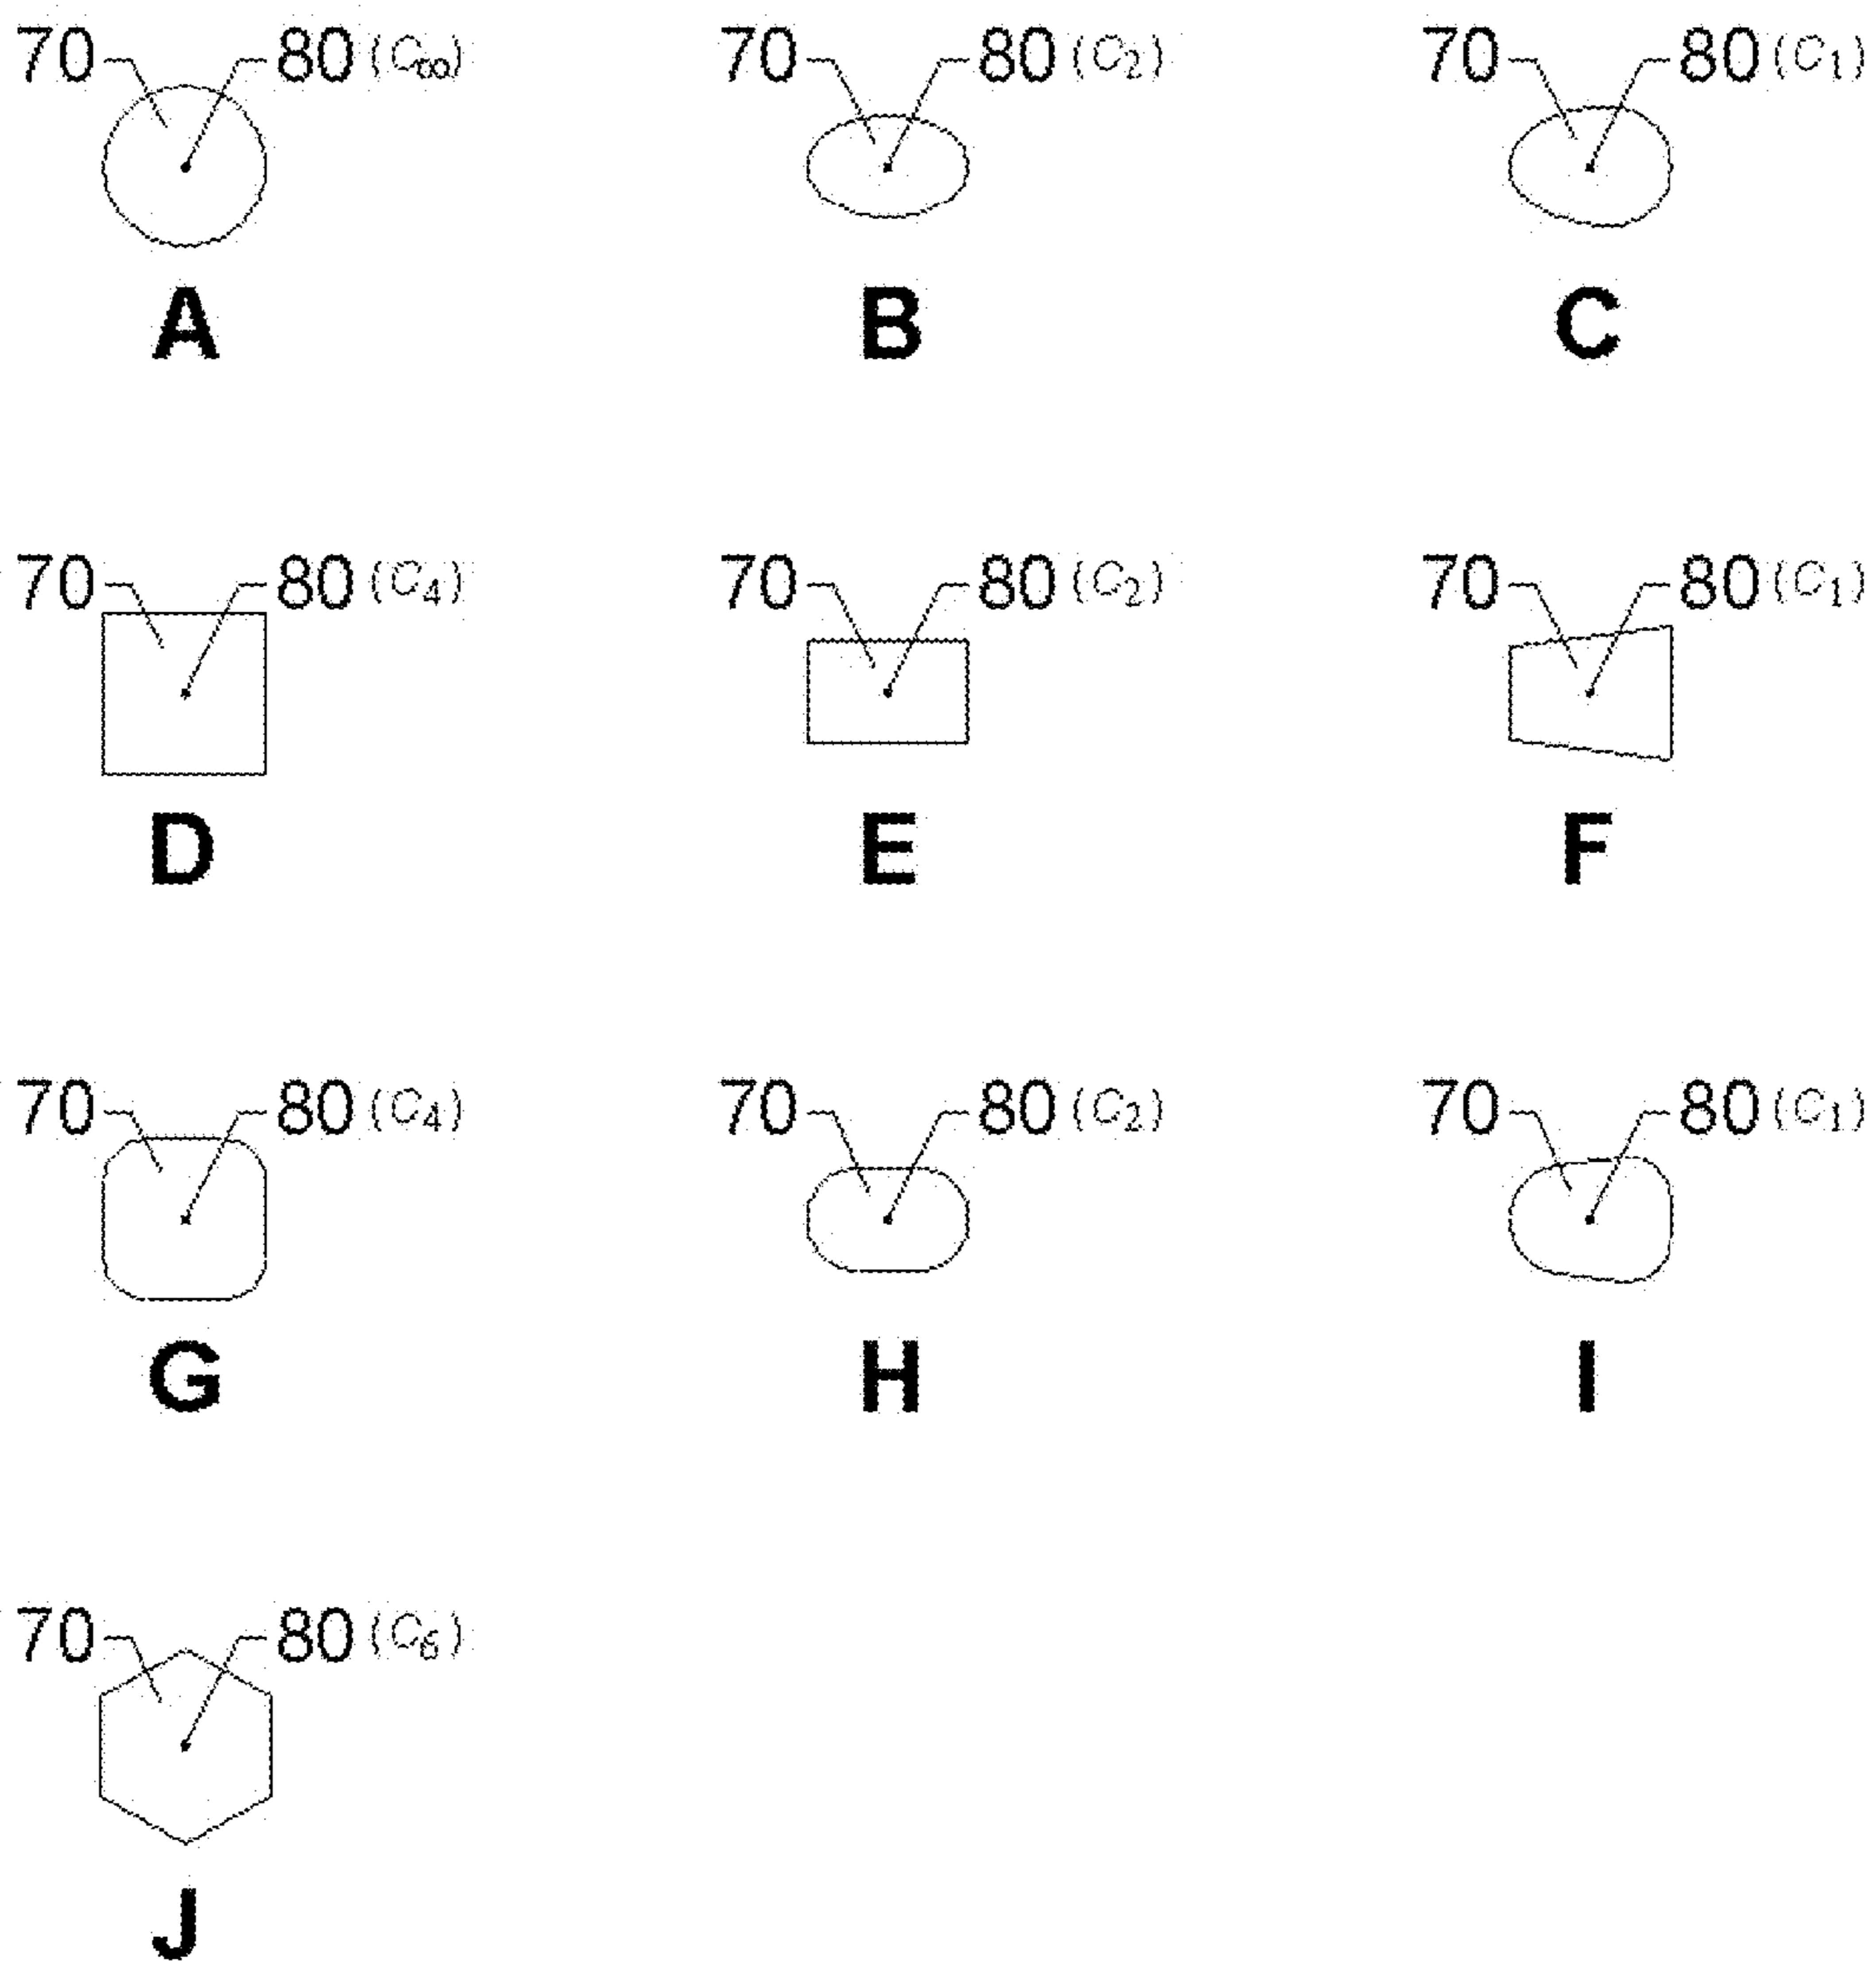 70 80 (C∞) 70 80 (C2) 70 80 (C1)
A B C
70 80 (C4) 70 80 (C2) 70 80 (C1)
D E F
70 80 (C4) 70 80 (C2) 70 80 (C1)
G H I
70 80 (C6)
J